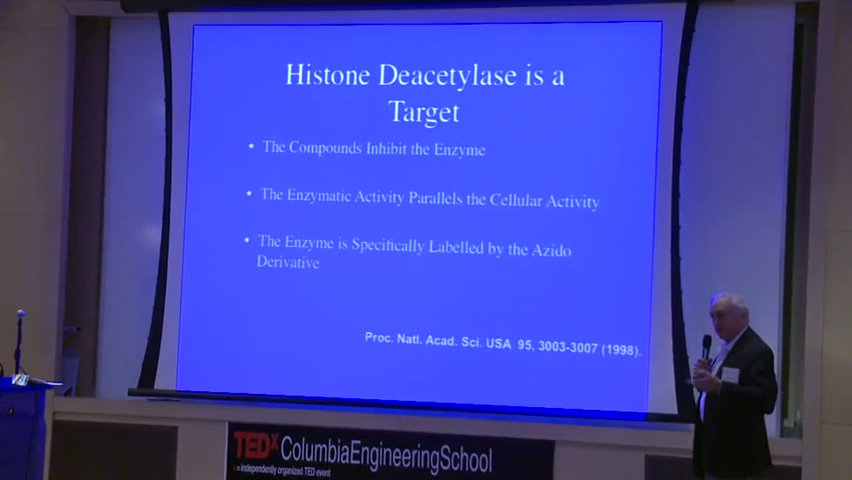 Histone Deacetylase is a
Target
• The Compounds Inhibit the Enzyme
• The Enzymatic Activity Parallels the Cellular Activity
• The Enzyme is Specifically Labelled by the Azido
Derivative
Proc. Natl. Acad. Sci. USA 95, 3003-3007 (1998).
TEDx ColumbiaEngineeringSchool
x = independently organized TED event